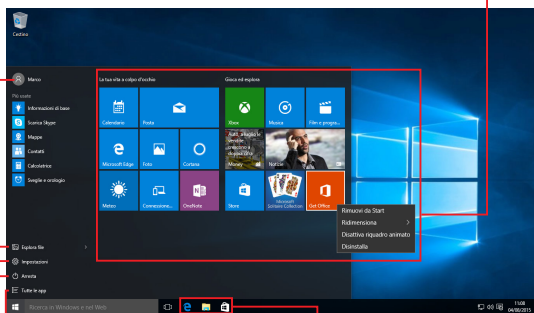 Cestino
Marco
Più usate
Informazioni di base
Scarica Skype
Mappe
Contatti
Calcolatrice
Sveglie e orologio
Esplora file
Impostazioni
Arresta
Tutte le app
La tua vita a colpo d'occhio
Calendario
Posta
Microsoft Edge
Foto
Cortana
Meteo
Connessione...
OneNote
Gioca ed esplora
Xbox
Musica
Film e progra...
Money
Notizie
Store
Microsoft
Solitaire Collection
Get Office
Rimuovi da Start
Ridimensiona
Disattiva riquadro animato
Disinstalla
Ricerca in Windows e nel Web
11:00
04/08/2015